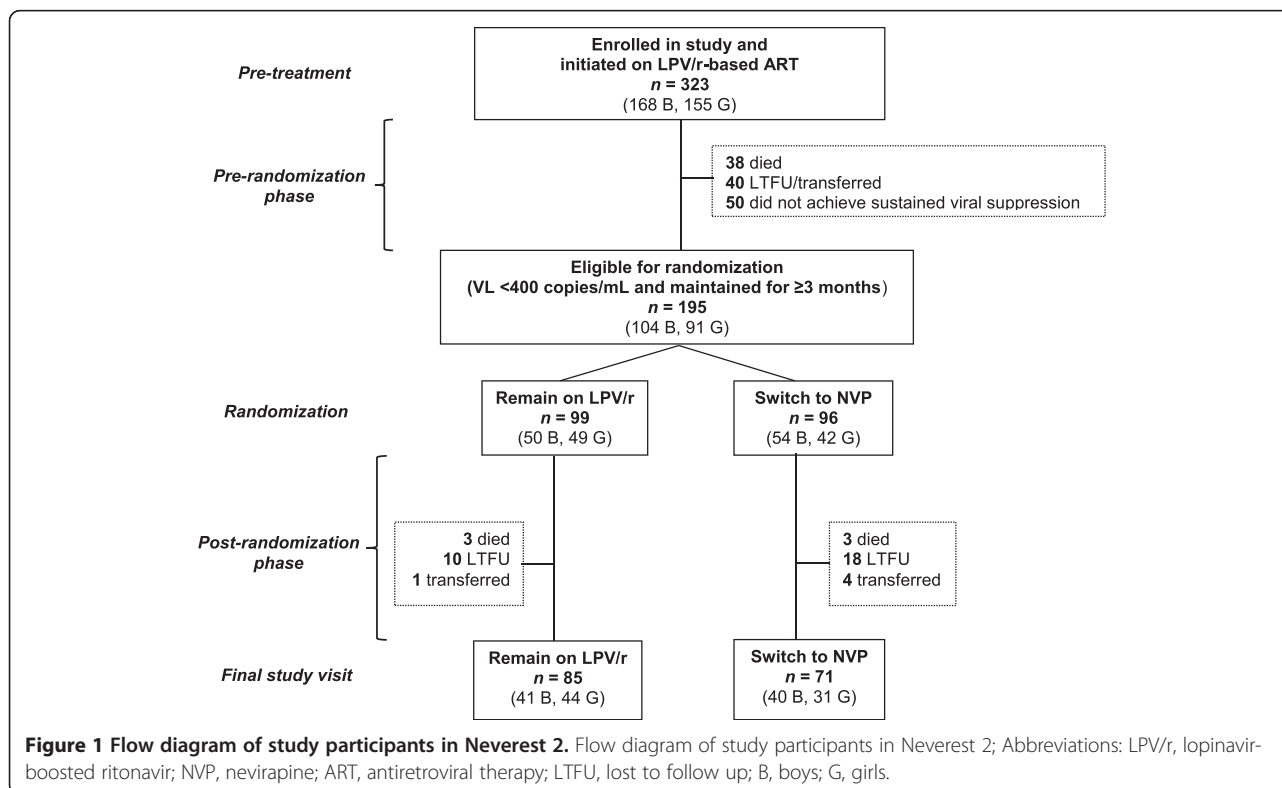 Pre-treatment
Enrolled in study and
initiated on LPV/r-based ART
n = 323
(168 B, 155 G)
Pre-randomization
phase
38 died
40 LTFU/transferred
50 did not achieve sustained viral suppression
Eligible for randomization
(VL <400 copies/mL and maintained for ≥3 months)
n = 195
(104 B, 91 G)
Randomization
Remain on LPV/r
n = 99
(50 B, 49 G)
Switch to NVP
n = 96
(54 B, 42 G)
Post-randomization
phase
3 died
10 LTFU
1 transferred
3 died
18 LTFU
4 transferred
Final study visit
Remain on LPV/r
n = 85
(41 B, 44 G)
Switch to NVP
n = 71
(40 B, 31 G)
Figure 1 Flow diagram of study participants in Neverest 2. Flow diagram of study participants in Neverest 2; Abbreviations: LPV/r, lopinavir-
boosted ritonavir; NVP, nevirapine; ART, antiretroviral therapy; LTFU, lost to follow up; B, boys; G, girls.